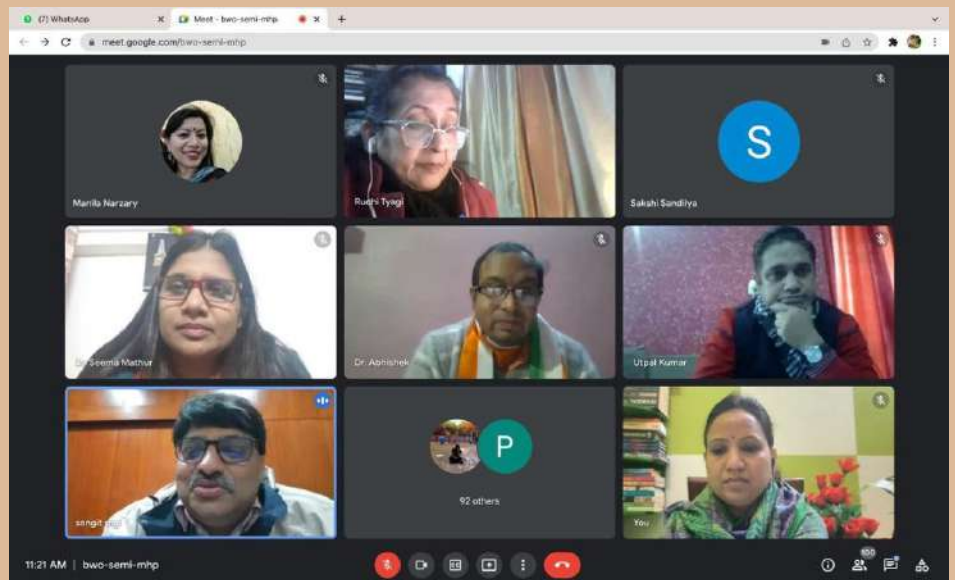 (7) WhatsApp
Meet - bwo-semi-mhp
meet.google.com/bwo-semi-mhp
Manila Narzary
Ruchi Tyagi
S
Sakshi Sandilya
Seema Mathur
Dr. Abhishek
Utpal Kumar
sangit
P
92 others
You
11:21 AM | bwo-semi-mhp
100